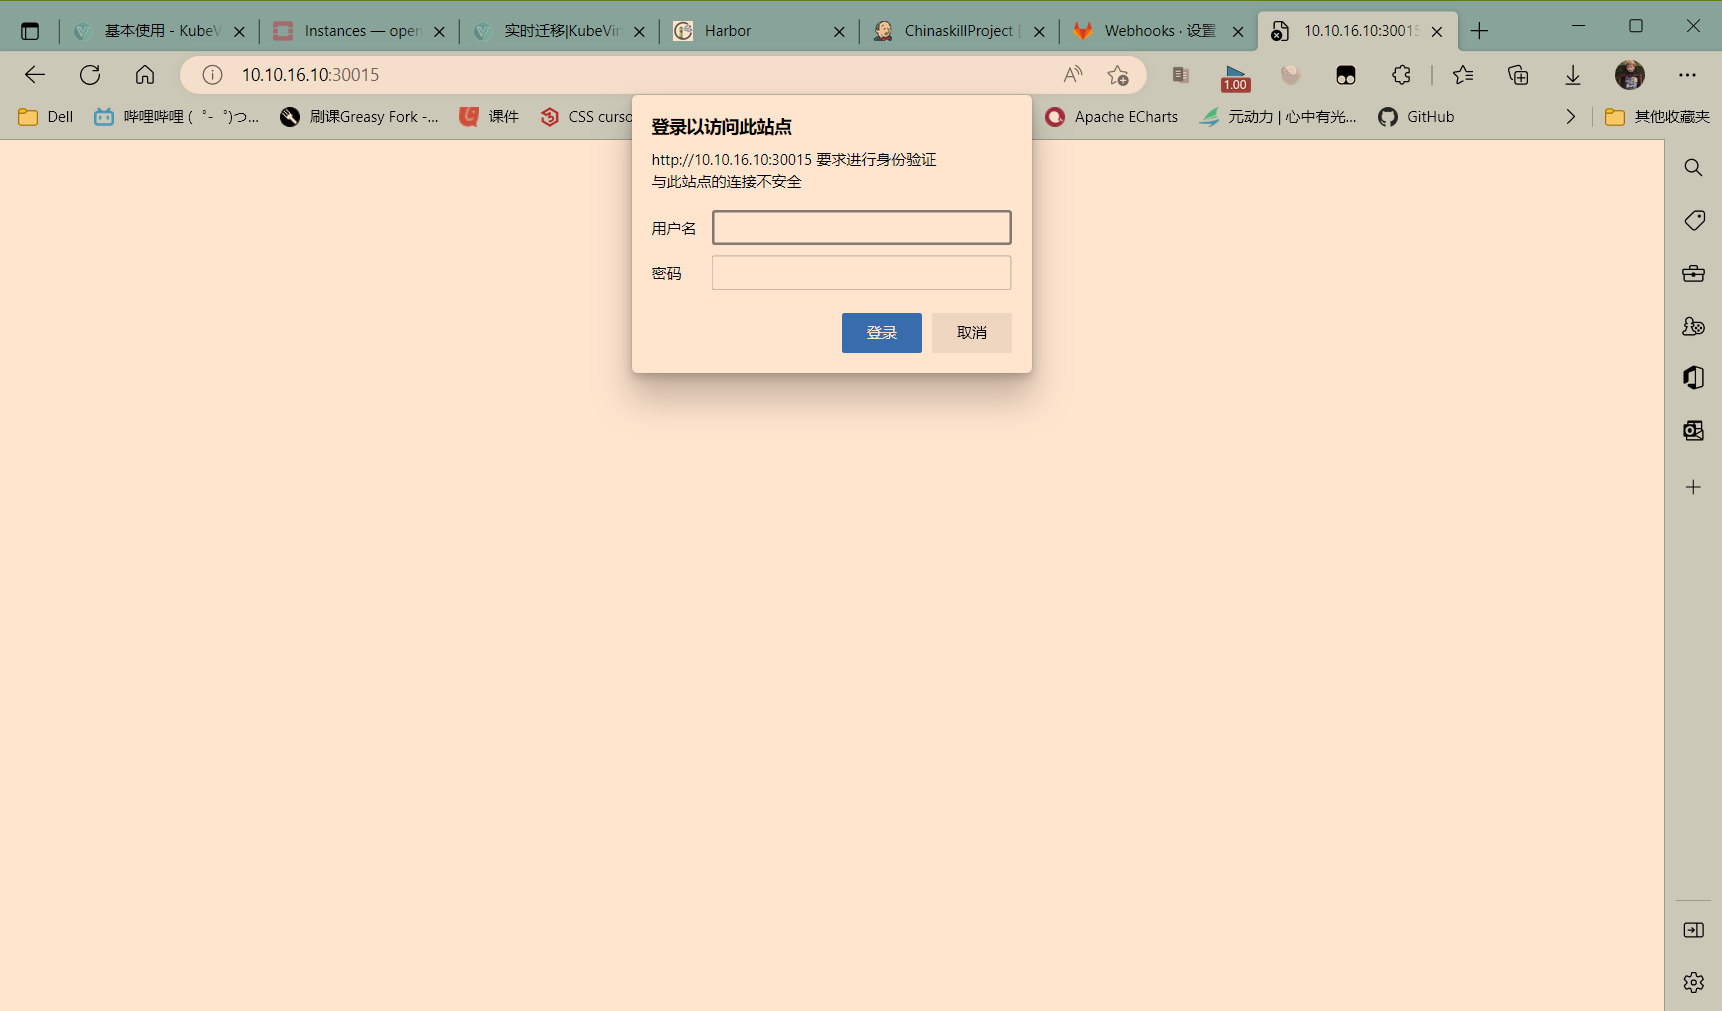 基本使用 - KubeV
Instances — open
实时迁移|KubeVir
Harbor
ChinaskillProject
Webhooks · 设置
10.10.16.10:30015
10.10.16.10:30015
1.00
Dell
哔哩哔哩 (゜-゜)つ...
刷课Greasy Fork -...
课件
CSS curso
Apache ECharts
元动力 | 心中有光...
GitHub
其他收藏夹
登录以访问此站点
http://10.10.16.10:30015 要求进行身份验证
与此站点的连接不安全
用户名
密码
登录
取消